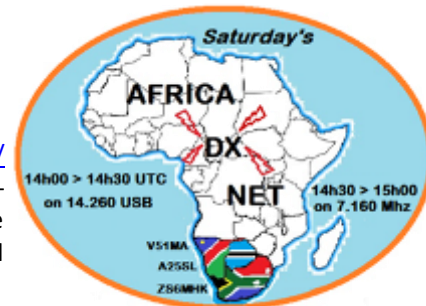 Saturday's
AFRICA
DX
NET
14h00 > 14h30 UTC
on 14.260 USB
14h30 > 15h00
on 7.160 Mhz
V51MA
A25SL
ZS6MHK